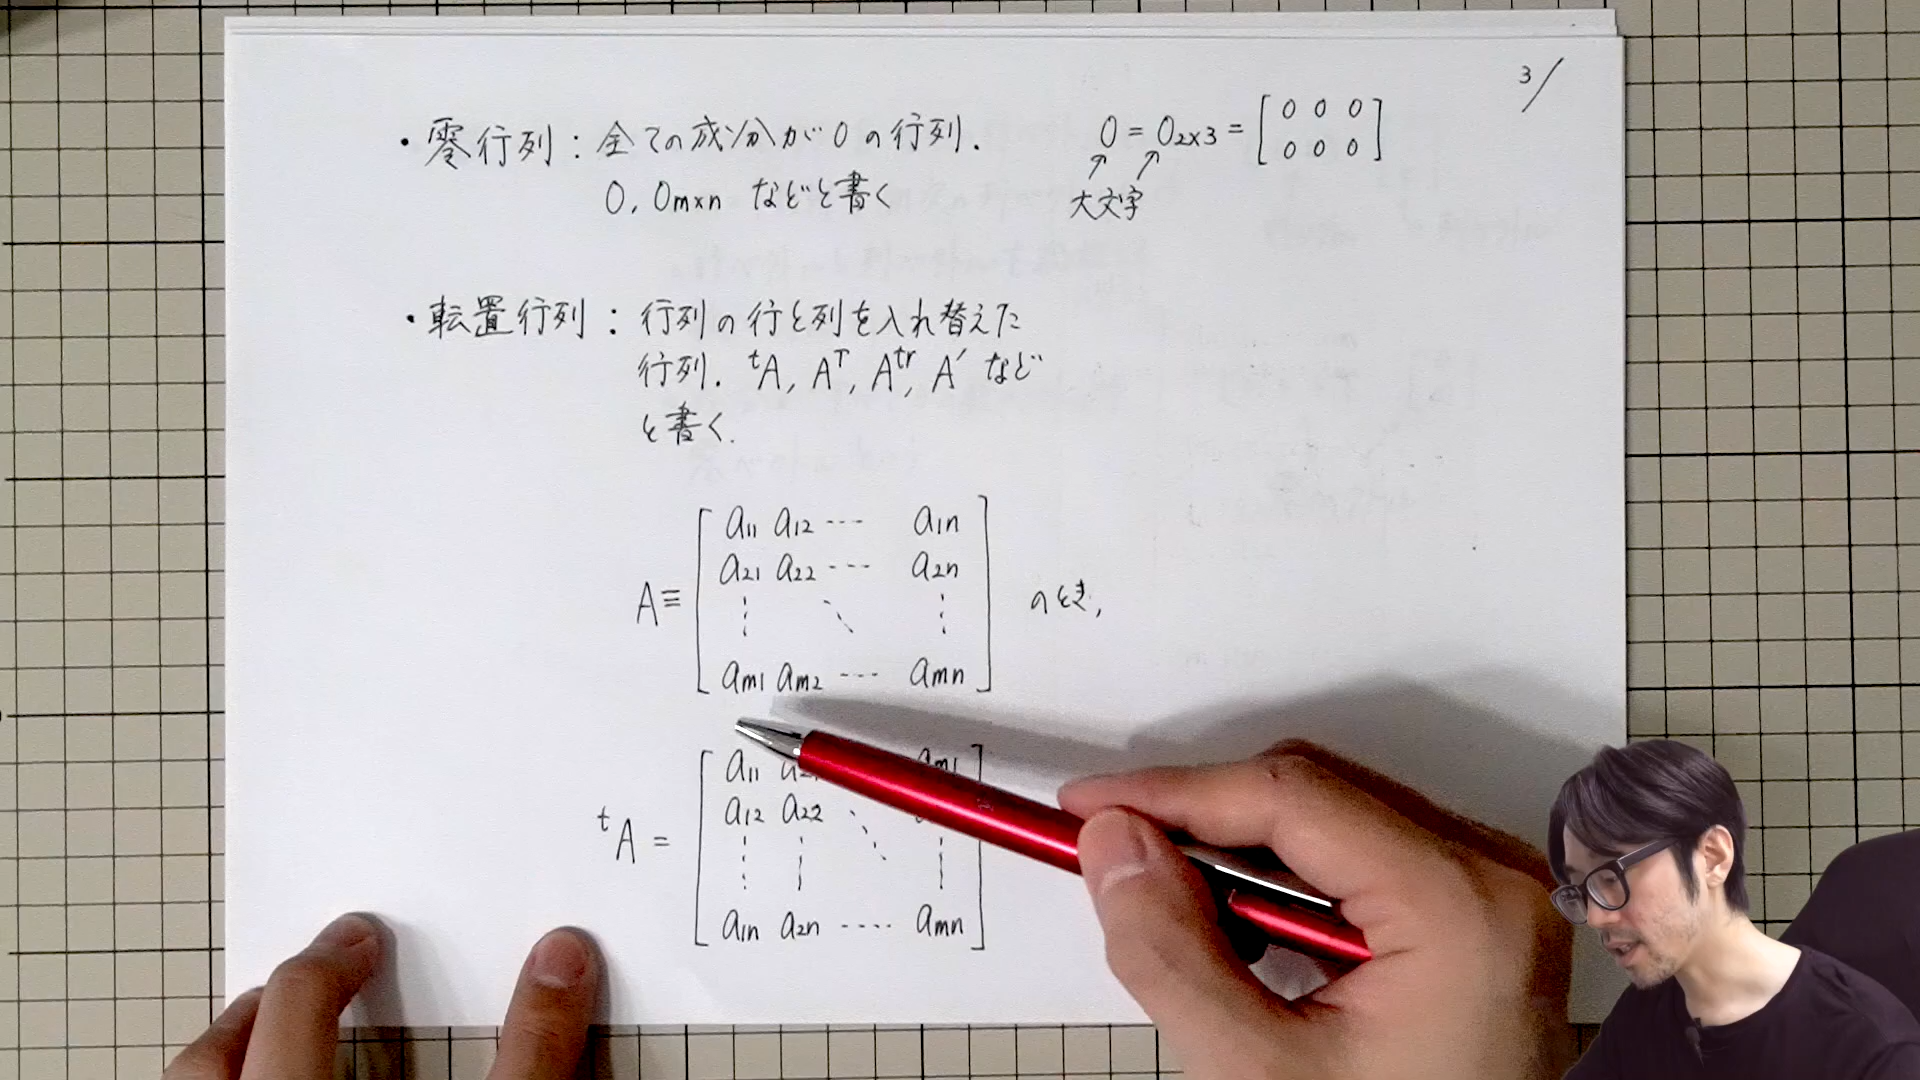 3/
・零行列：全ての成分が0の行列.
O, Om×n などと書く
O = O2×3 = [0 0 0
0 0 0]
大文字
・転置行列：行列の行と列を入れ替えた
行列. ᵗA, Aᵀ, Aᵗʳ, A′ など
と書く.
A≡ [a11 a12 --- a1n
a21 a22 --- a2n
am1 am2 --- amn] のとき,
ᵗA = [a11 am1
a12 a22
a1n a2n .... amn]